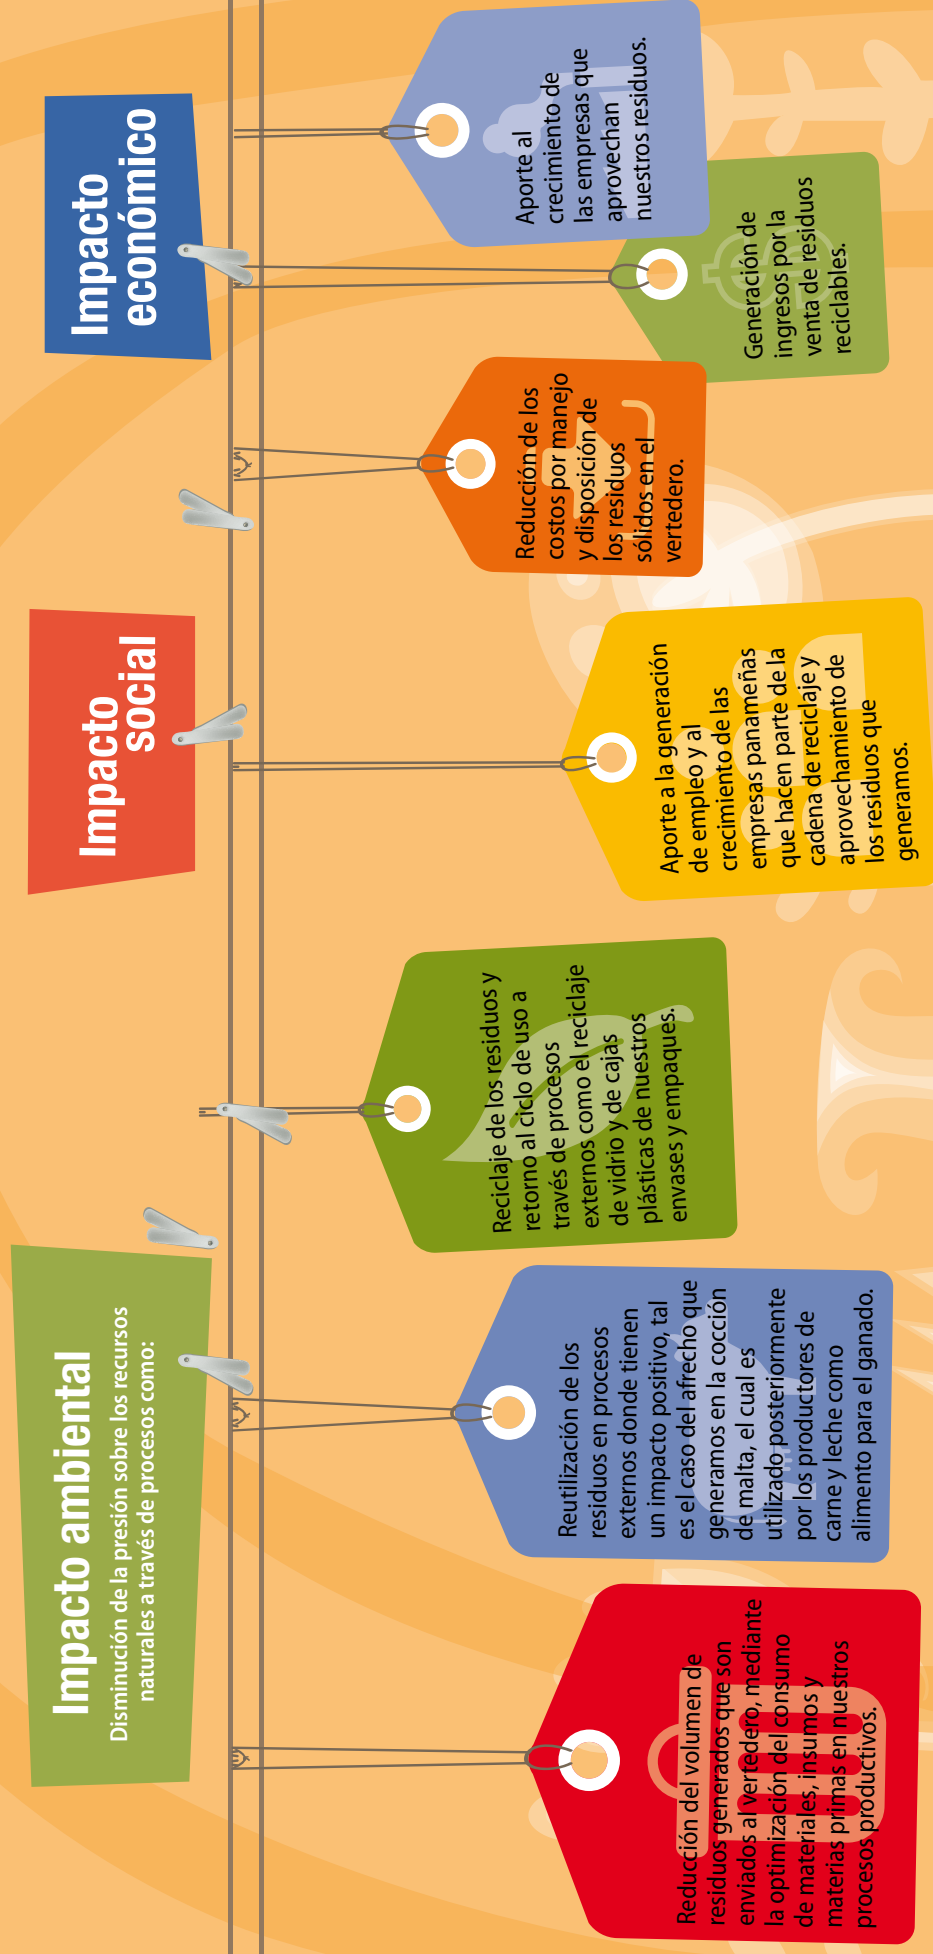 Impacto ambiental
Disminución de la presión sobre los recursos
naturales a través de procesos como:
Reducción del volumen de
residuos generados que son
enviados al vertedero, mediante
la optimización del consumo
de materiales, insumos y
materias primas en nuestros
procesos productivos.
Reutilización de los
residuos en procesos
externos donde tienen
un impacto positivo, tal
es el caso del afrecho que
generamos en la cocción
de malta, el cual es
utilizado posteriormente
por los productores de
carne y leche como
alimento para el ganado.
Reciclaje de los residuos y
retorno al ciclo de uso a
través de procesos
externos como el reciclaje
de vidrio y de cajas
plásticas de nuestros
envases y empaques.
Impacto
social
Aporte a la generación
de empleo y al
crecimiento de las
empresas panameñas
que hacen parte de la
cadena de reciclaje y
aprovechamiento de
los residuos que
generamos.
Impacto
económico
Reducción de los
costos por manejo
y disposición de
los residuos
sólidos en el
vertedero.
Generación de
ingresos por la
venta de residuos
reciclables.
Aporte al
crecimiento de
las empresas que
aprovechan
nuestros residuos.